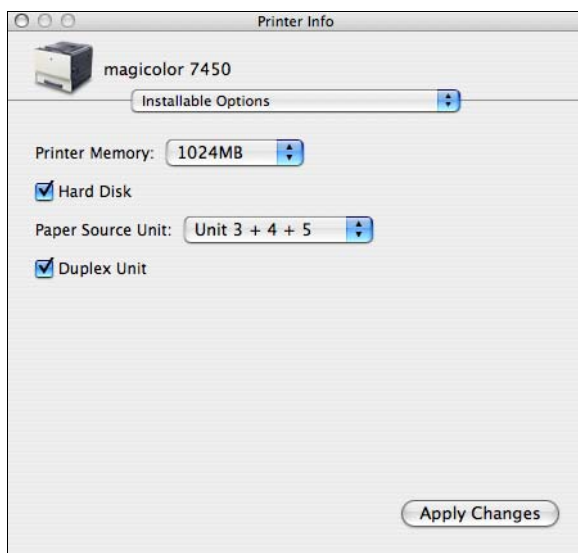 Printer Info
magicolor 7450
Installable Options
Printer Memory: 1024MB
Hard Disk
Paper Source Unit: Unit 3 + 4 + 5
Duplex Unit
Apply Changes